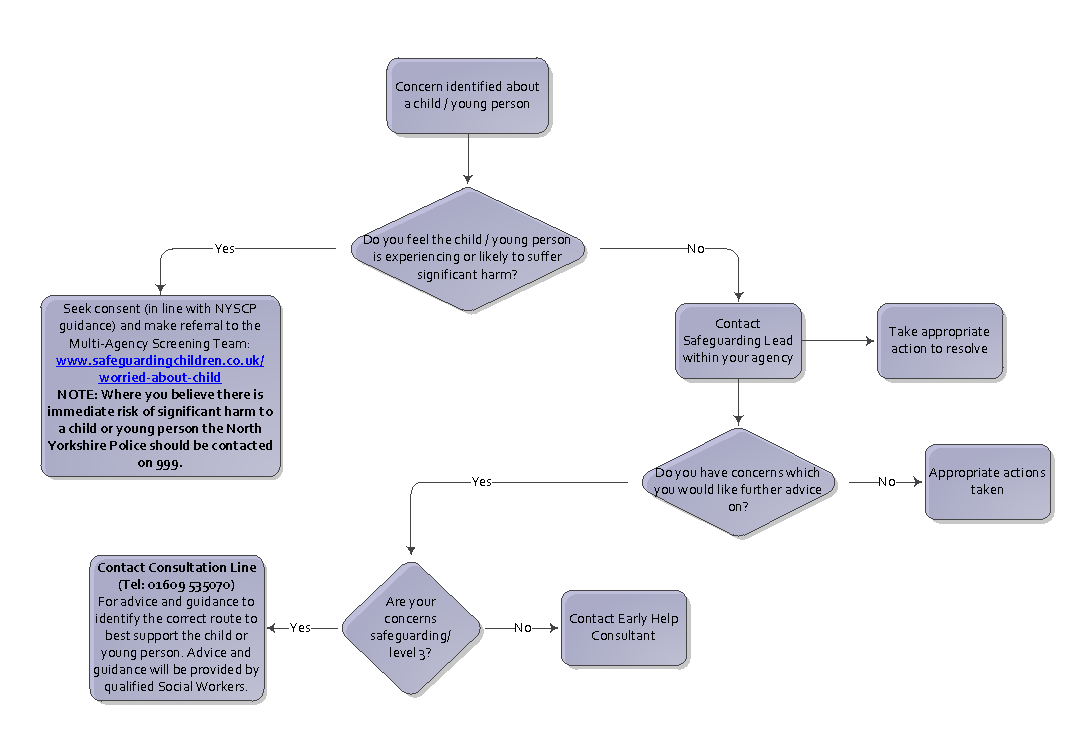 Concern identified about
a child / young person
Do you feel the child / young person
is experiencing or likely to suffer
significant harm?
Yes
No
Seek consent (in line with NYSCP
guidance) and make referral to the
Multi-Agency Screening Team:
www.safeguardingchildren.co.uk/
worried-about-child
NOTE: Where you believe there is
immediate risk of significant harm to
a child or young person the North
Yorkshire Police should be contacted
on 999.
Contact
Safeguarding Lead
within your agency
Take appropriate
action to resolve
Do you have concerns which
you would like further advice
on?
Yes
No
Appropriate actions
taken
Are your
concerns
safeguarding/
level 3?
Yes
No
Contact Consultation Line
(Tel: 01609 535070)
For advice and guidance to
identify the correct route to
best support the child or
young person. Advice and
guidance will be provided by
qualified Social Workers.
Contact Early Help
Consultant